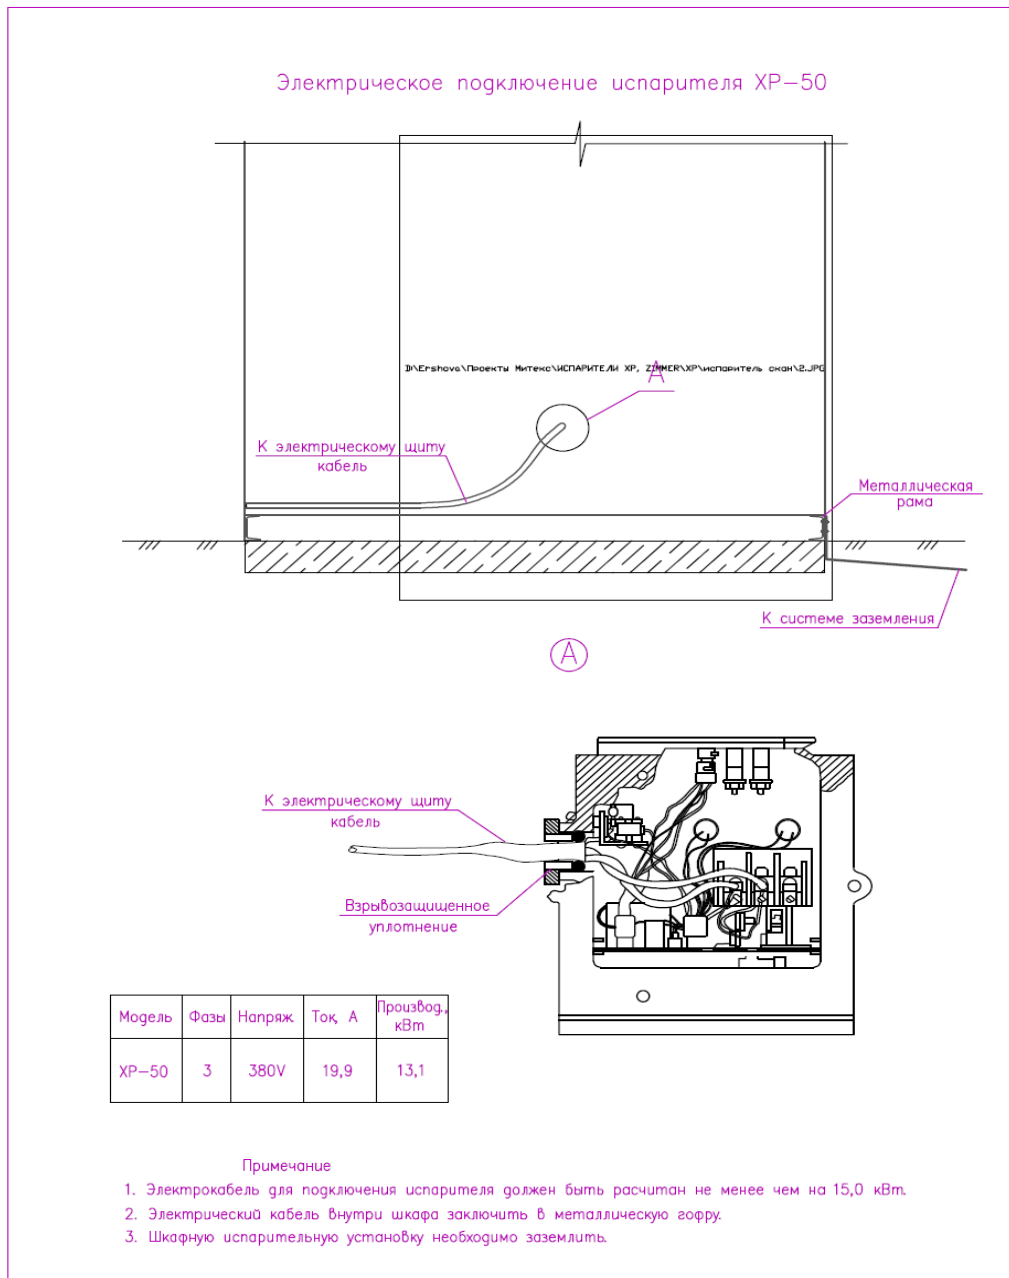 Электрическое подключение испарителя ХР-50
D:\Ershova\Проекты Митекс\ИСПАРИТЕЛИ XP, ZIMMER\XP\испаритель скан\2.JPG
А
К электрическому щиту
кабель
Металлическая
рама
К системе заземления
А
К электрическому щиту
кабель
Взрывозащищенное
уплотнение
Модель Фазы Напряж. Ток, А Производ., кВт
ХР-50 3 380V 19,9 13,1
Примечание
1. Электрокабель для подключения испарителя должен быть расчитан не менее чем на 15,0 кВт.
2. Электрический кабель внутри шкафа заключить в металлическую гофру.
3. Шкафную испарительную установку необходимо заземлить.